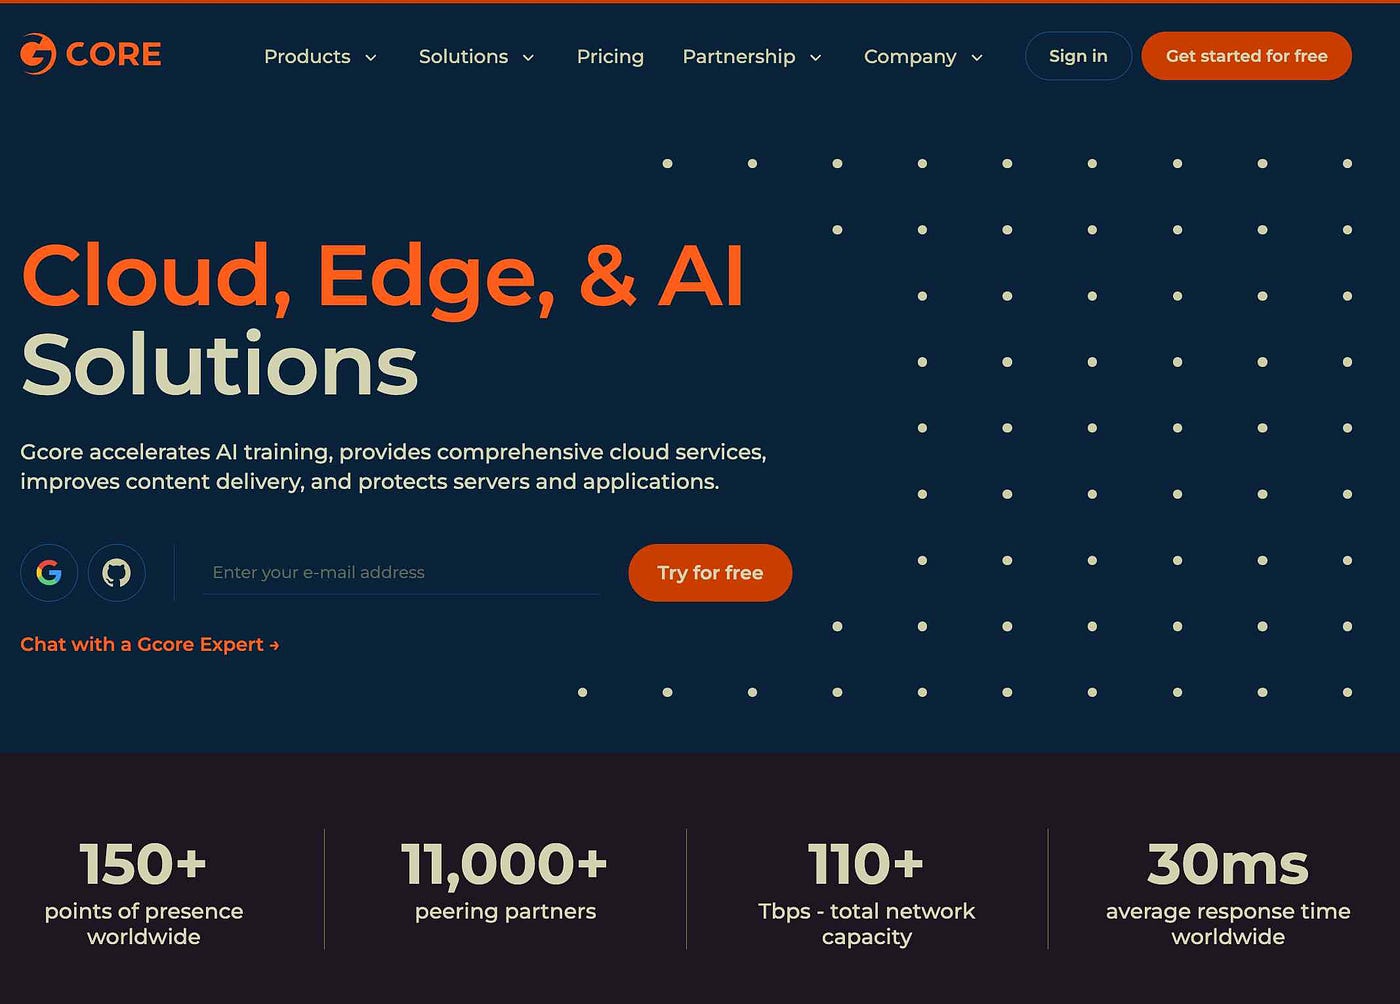 GCORE
Products
Solutions
Pricing
Partnership
Company
Sign in
Get started for free
Cloud, Edge, & AI
Solutions
Gcore accelerates AI training, provides comprehensive cloud services,
improves content delivery, and protects servers and applications.
Enter your e-mail address
Try for free
Chat with a Gcore Expert →
150+
points of presence
worldwide
11,000+
peering partners
110+
Tbps - total network
capacity
30ms
average response time
worldwide